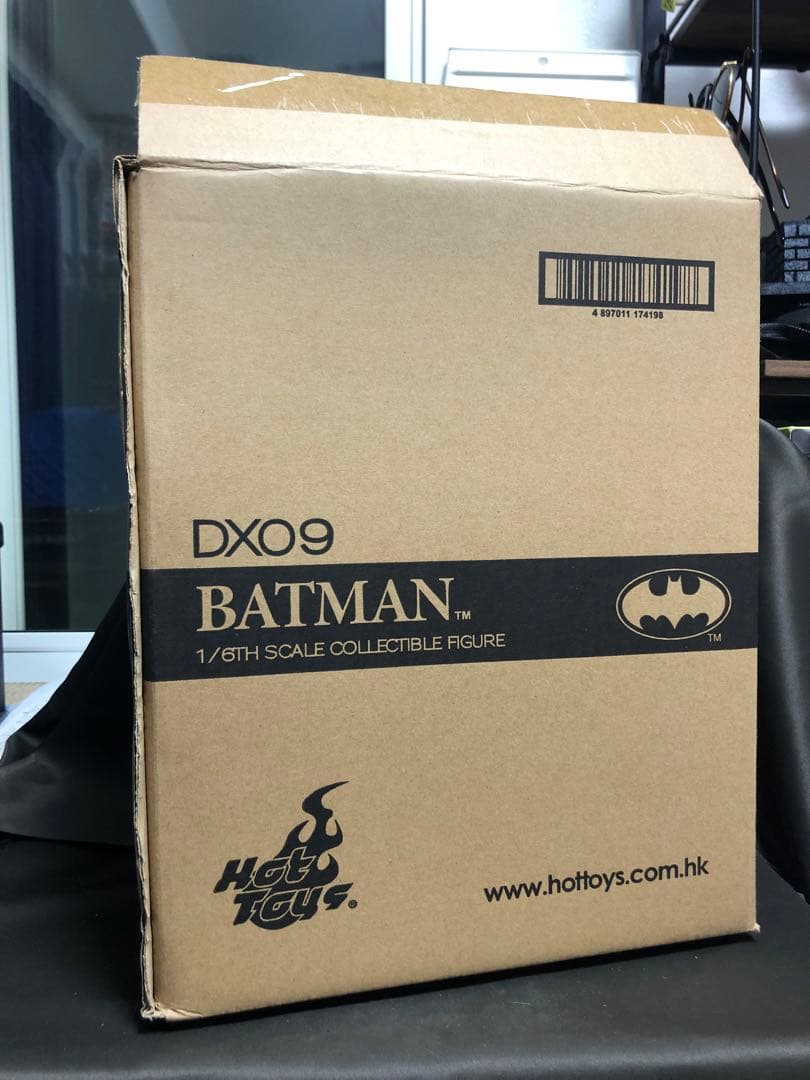 4 897011 174198
DX09
BATMAN™
1/6TH SCALE COLLECTIBLE FIGURE
TM
Hot
Toys®
www.hottoys.com.hk